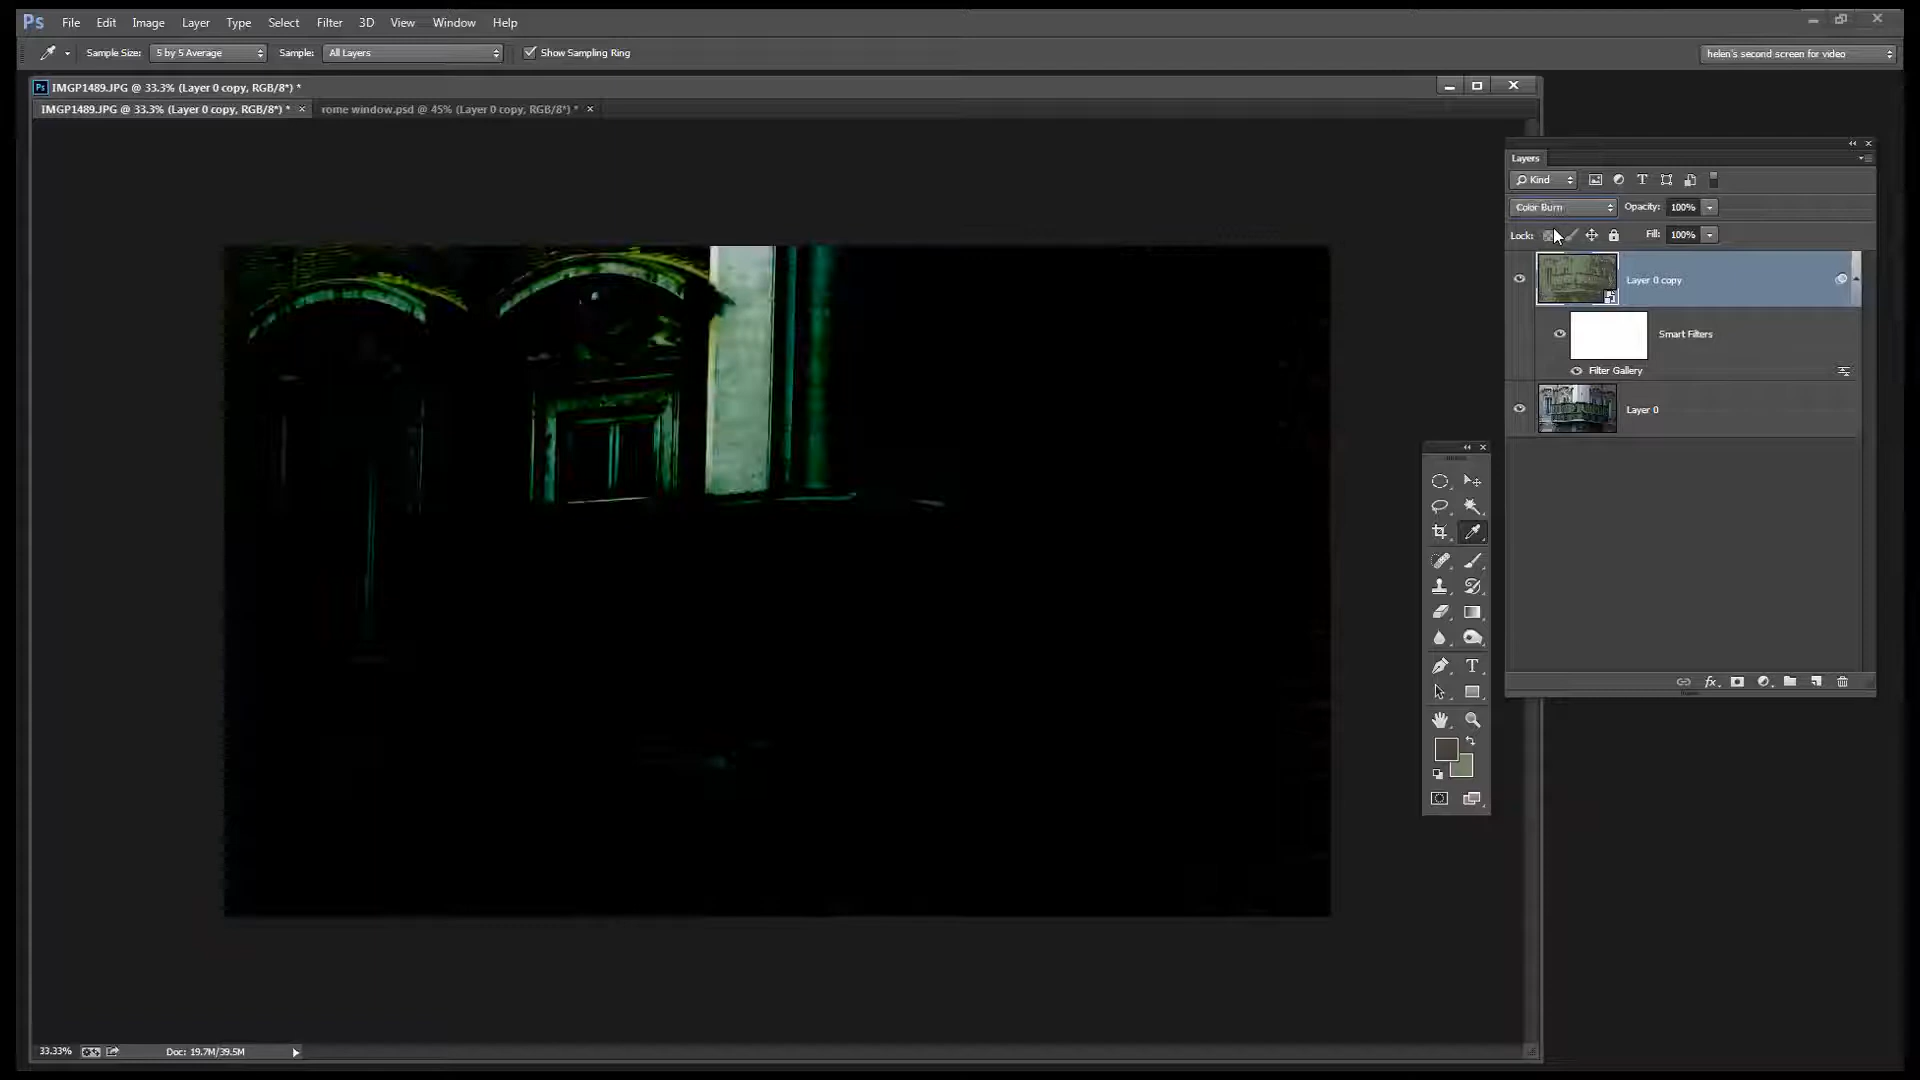 Ps File Edit Image Layer Type Select Filter 3D View Window Help
Sample Size: 5 by 5 Average Sample: All Layers Show Sampling Ring helen's second screen for video
Ps IMGP1489.JPG @ 33.3% (Layer 0 copy, RGB/8*) *
IMGP1489.JPG @ 33.3% (Layer 0 copy, RGB/8*) * × rome window.psd @ 45% (Layer 0 copy, RGB/8*) * ×
Layers
Kind
Color Burn Opacity: 100%
Lock: Fill: 100%
Layer 0 copy
Smart Filters
Filter Gallery
Layer 0
fx
T
33.33% Doc: 19.7M/39.5M